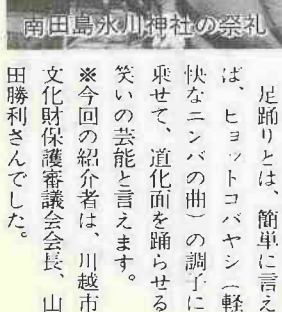 南田島氷川神社の祭礼
足踊りとは、簡単に言え
ば、ヒョットコバヤシ（軽
快なニンバの曲）の調子に
乗せて、道化面を踊らせる
笑いの芸能と言えます。
※今回の紹介者は、川越市
文化財保護審議会会長、山
田勝利さんでした。